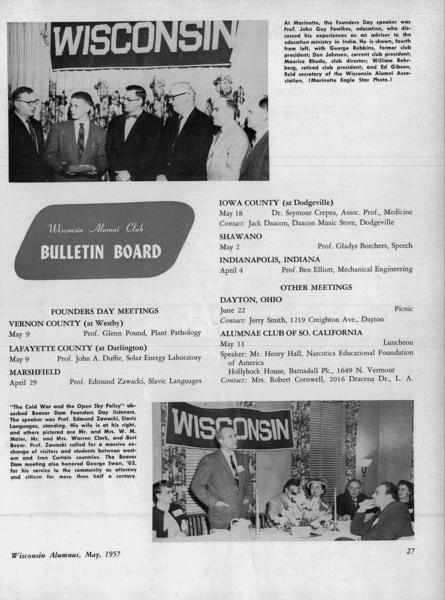 WISCONSIN
At Marinette, the Founders Day speaker was
Prof. John Guy Fowlkes, education, who dis-
cussed his experiences as an adviser to the
education ministry in India. He is shown, fourth
from left, with George Robbins, former club
president; Don Johnson, current club president;
Maurice Rhude, club director; William Rohr-
berg, retired club president; and Ed Gibson,
field secretary of the Wisconsin Alumni Asso-
ciation. (Marinette Eagle Star Photo.)
Wisconsin Alumni Club
BULLETIN BOARD
FOUNDERS DAY MEETINGS
VERNON COUNTY (at Westby)
May 9 Prof. Glenn Pound, Plant Pathology
LAFAYETTE COUNTY (at Darlington)
May 9 Prof. John A. Duffie, Solar Energy Laboratory
MARSHFIELD
April 29 Prof. Edmund Zawacki, Slavic Languages
IOWA COUNTY (at Dodgeville)
May 18 Dr. Seymour Crepea, Assoc. Prof., Medicine
Contact: Jack Daacon, Daacon Music Store, Dodgeville
SHAWANO
May 2 Prof. Gladys Borchers, Speech
INDIANAPOLIS, INDIANA
April 4 Prof. Ben Elliott, Mechanical Engineering
OTHER MEETINGS
DAYTON, OHIO
June 22 Picnic
Contact: Jerry Smith, 1219 Creighton Ave., Dayton
ALUMNAE CLUB OF SO. CALIFORNIA
May 11 Luncheon
Speaker: Mr. Henry Hall, Narcotics Educational Foundation
of America
Hollyhock House, Barnsdall Pk., 1649 N. Vermont
Contact: Mrs. Robert Cornwell, 2016 Dracena Dr., L. A.
"The Cold War and the Open Sky Policy" ab-
sorbed Beaver Dam Founders Day listeners.
The speaker was Prof. Edmund Zawacki, Slavic
Languages, standing. His wife is at his right,
and others pictured are Mr. and Mrs. W. M.
Maier, Mr. and Mrs. Warren Clark, and Bert
Beyer. Prof. Zawacki called for a massive ex-
change of visitors and students between west-
ern and Iron Curtain countries. The Beaver
Dam meeting also honored George Swan, '03,
for his service to the community as attorney
and citizen for more than half a century.
WISCONSIN
Wisconsin Alumnus, May, 1957
27